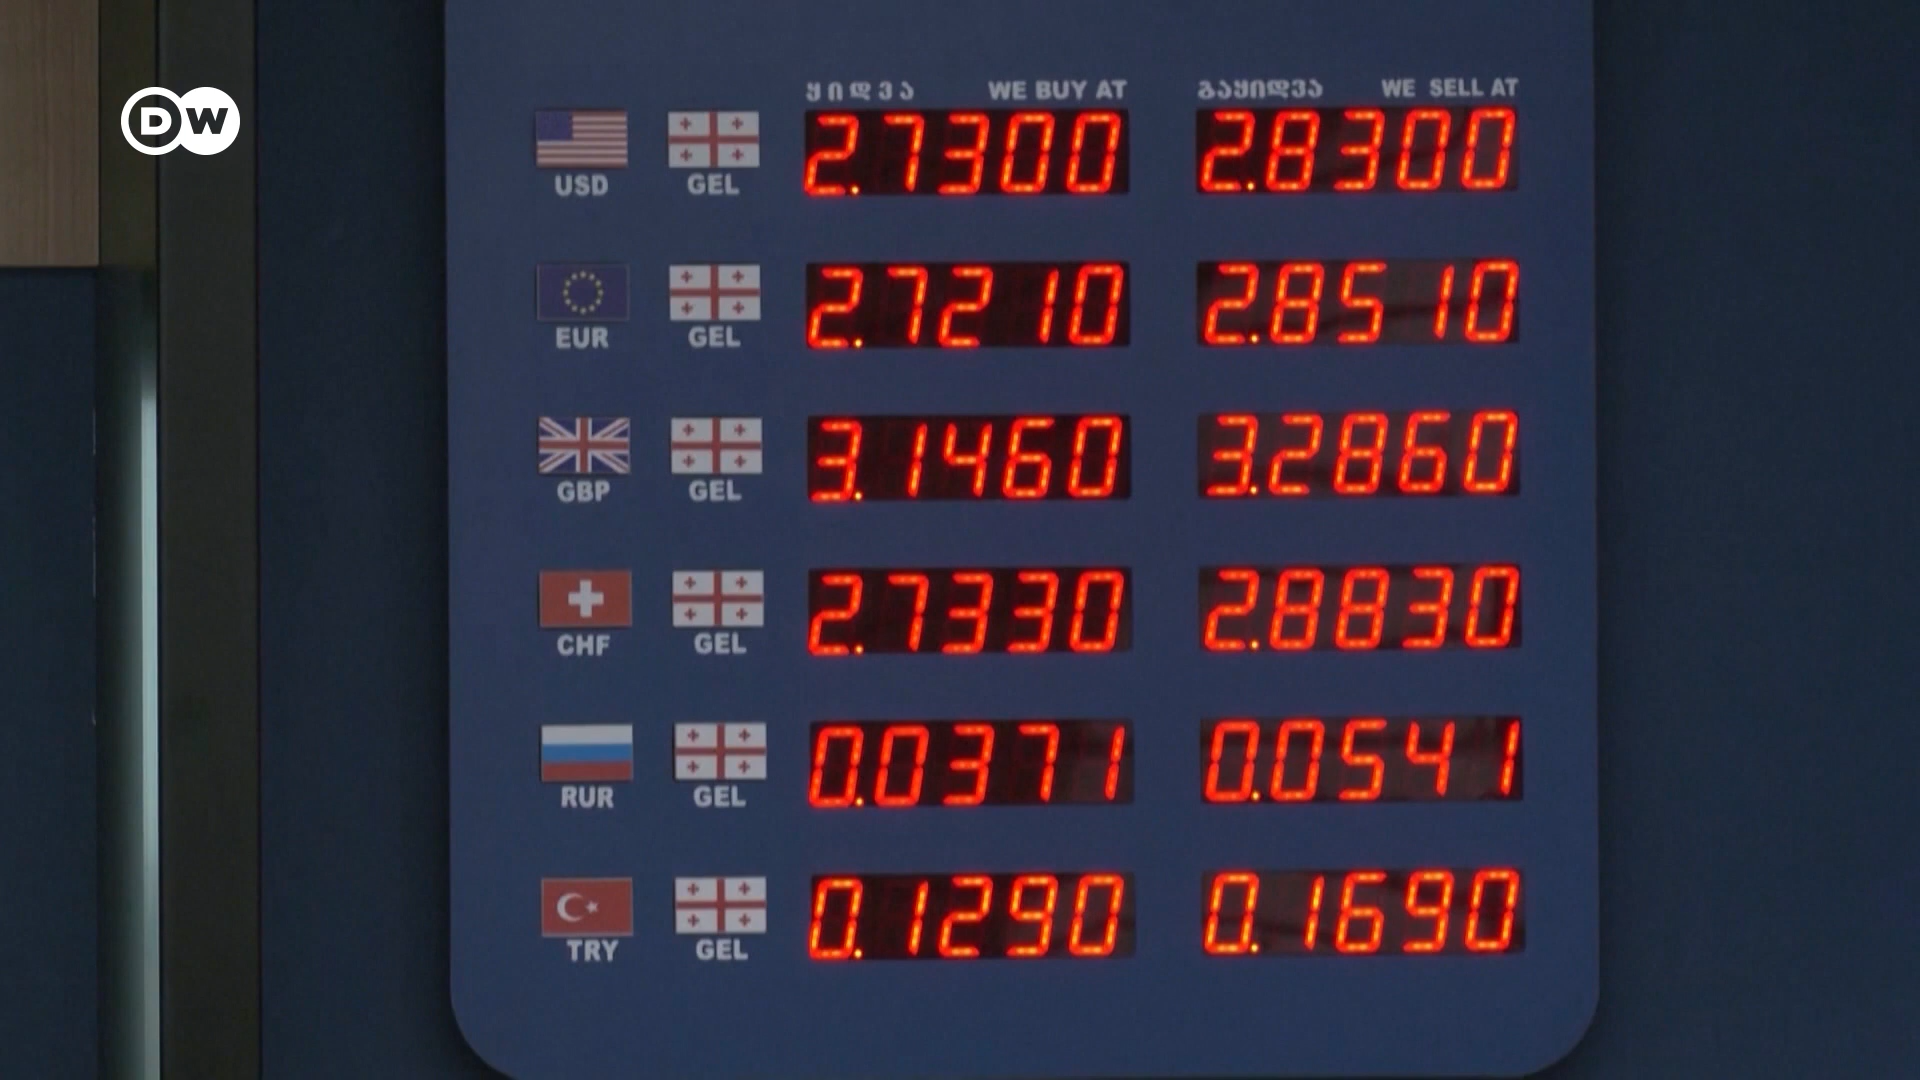 DW
ყიდვა WE BUY AT გაყიდვა WE SELL AT
USD GEL 2.7300 2.8300
EUR GEL 2.7210 2.8510
GBP GEL 3.1460 3.2860
CHF GEL 2.7330 2.8830
RUR GEL 0.0371 0.0541
TRY GEL 0.1290 0.1690